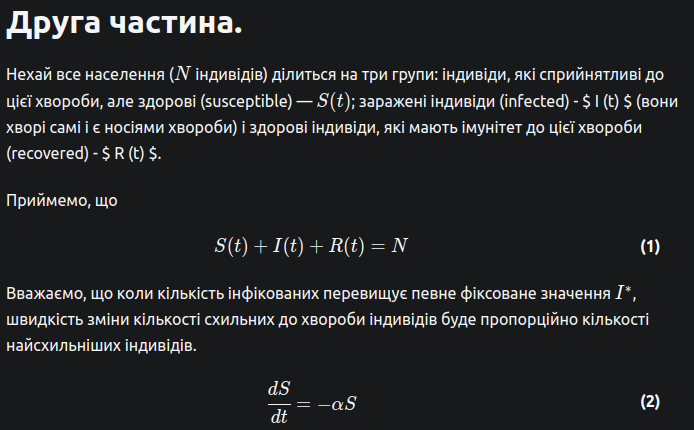 Друга частина.
Нехай все населення (N індивідів) ділиться на три групи: індивіди, які сприйнятливі до
цієї хвороби, але здорові (susceptible) — S(t); заражені індивіди (infected) - $ I (t) $ (вони
хворі самі і є носіями хвороби) і здорові індивіди, які мають імунітет до цієї хвороби
(recovered) - $ R (t) $.
Приймемо, що
S(t) + I(t) + R(t) = N (1)
Вважаємо, що коли кількість інфікованих перевищує певне фіксоване значення I*,
швидкість зміни кількості схильних до хвороби індивідів буде пропорційно кількості
найсхильніших індивідів.
dS/dt = −αS (2)